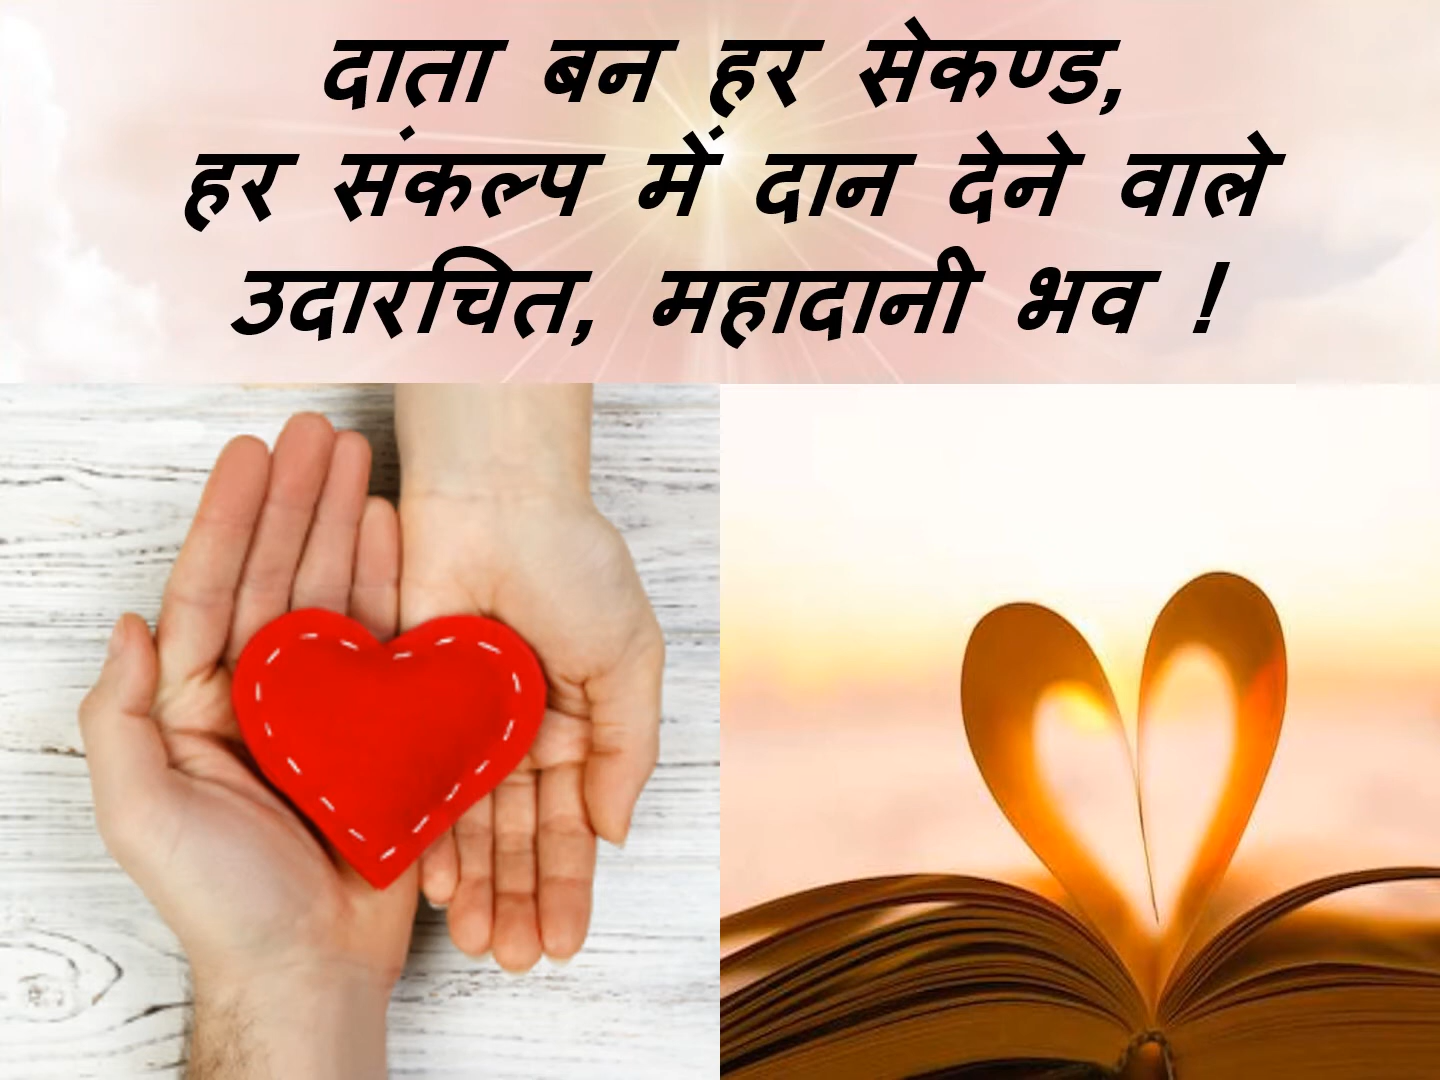 दाता बन हर सेकण्ड,
हर संकल्प में दान देने वाले
उदारचित, महादानी भव !